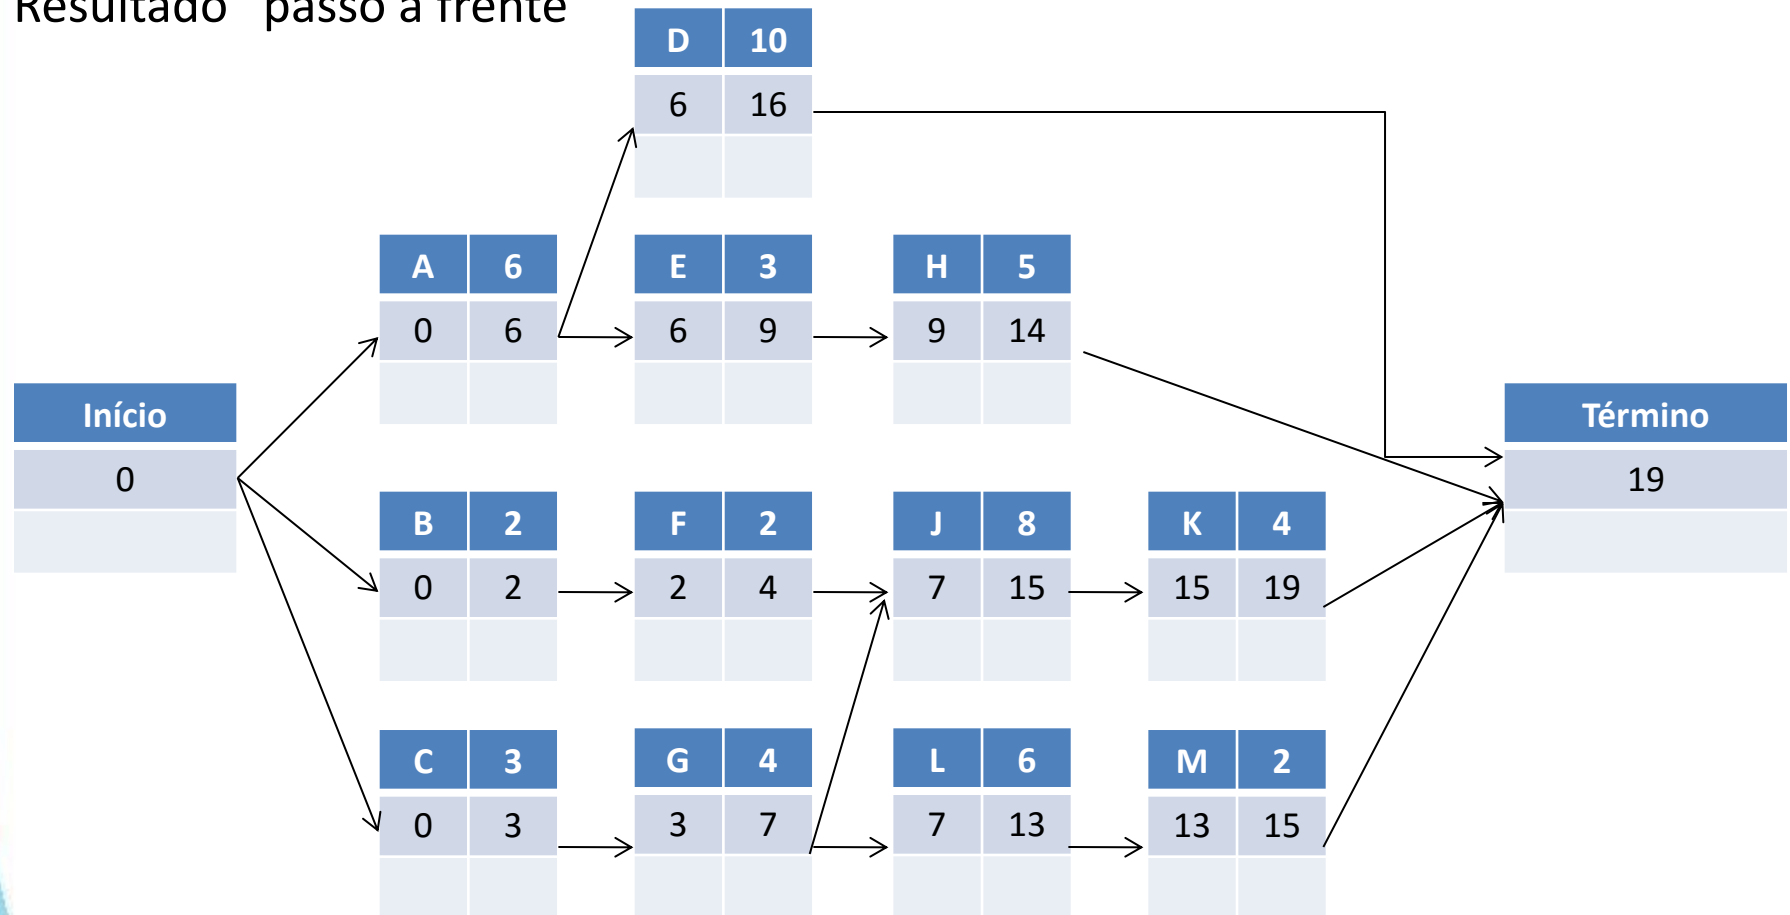 Resultado "passo à frente"
D 10
6 16
A 6
E 3
H 5
0 6
6 9
9 14
Início
Término
0
19
B 2
F 2
J 8
K 4
0 2
2 4
7 15
15 19
C 3
G 4
L 6
M 2
0 3
3 7
7 13
13 15